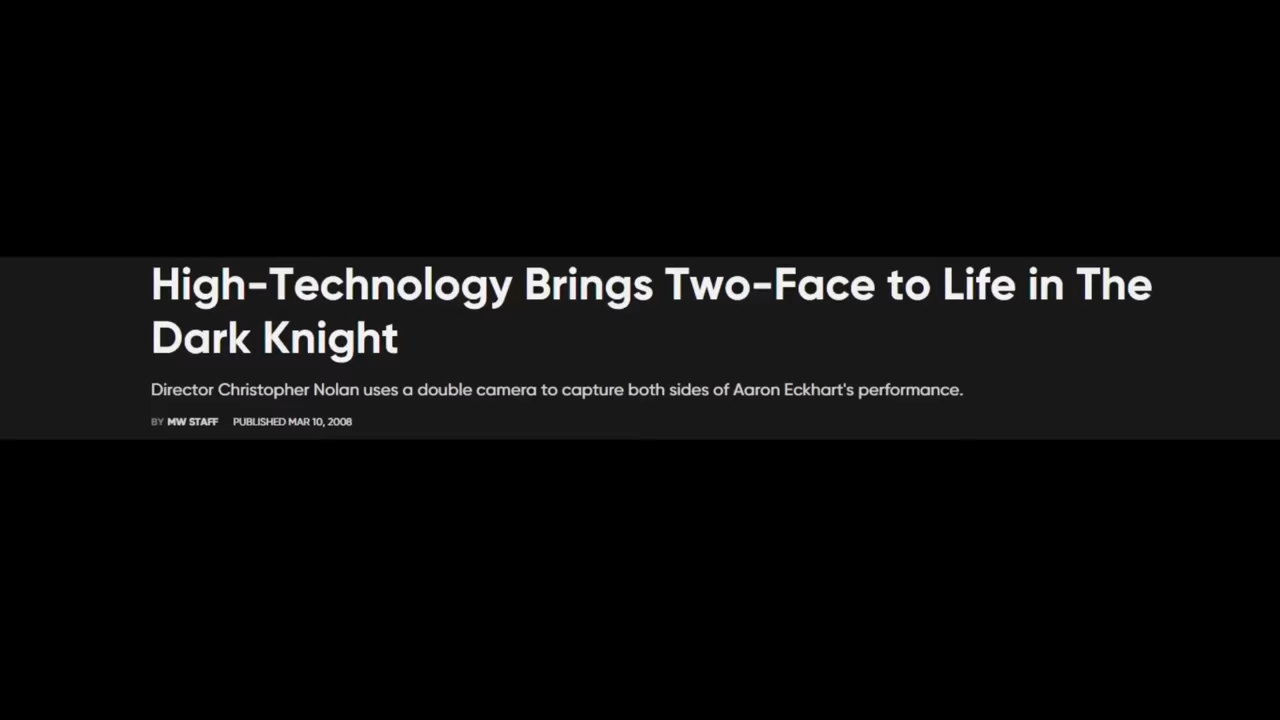 High-Technology Brings Two-Face to Life in The
Dark Knight
Director Christopher Nolan uses a double camera to capture both sides of Aaron Eckhart's performance.
BY MW STAFF PUBLISHED MAR 10, 2008